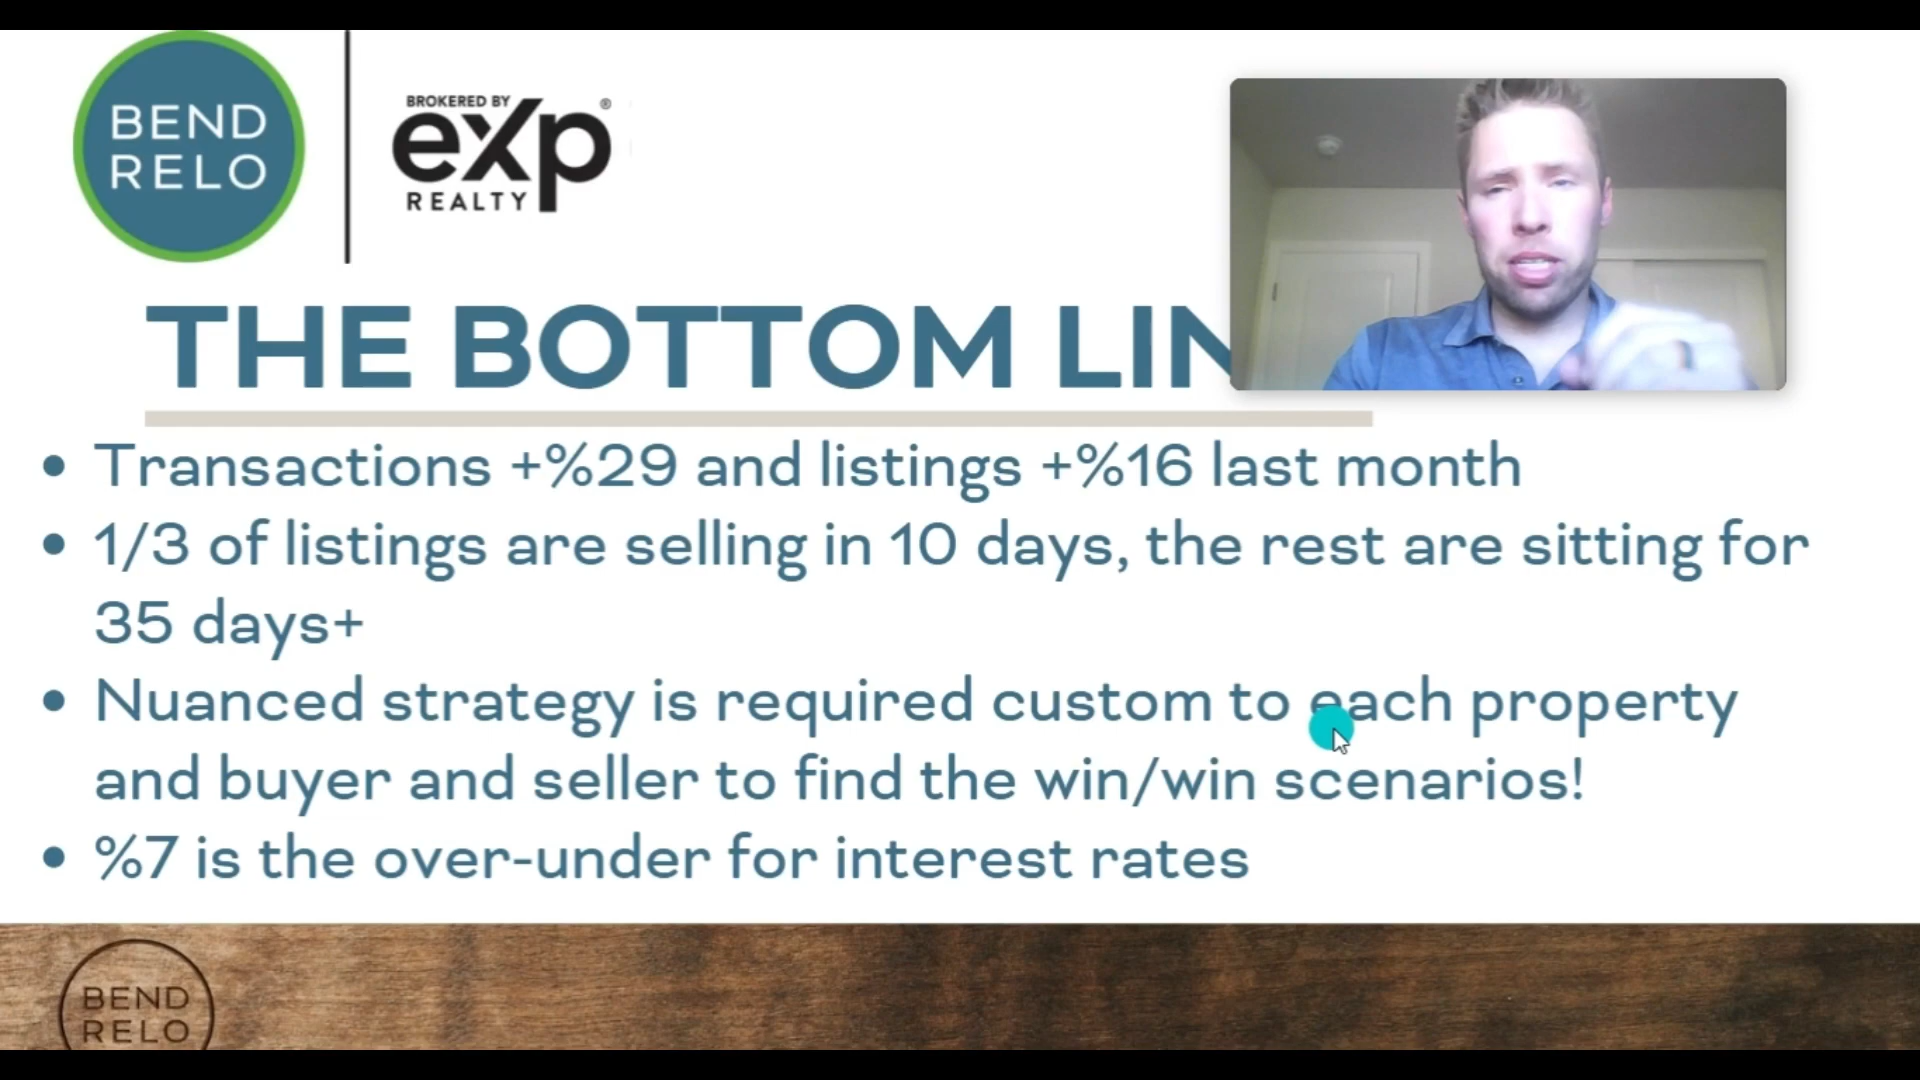 BEND
RELO
BROKERED BY
eXp®
REALTY
THE BOTTOM LIN
• Transactions +%29 and listings +%16 last month
• 1/3 of listings are selling in 10 days, the rest are sitting for
35 days+
• Nuanced strategy is required custom to each property
and buyer and seller to find the win/win scenarios!
• %7 is the over-under for interest rates
BEND
RELO